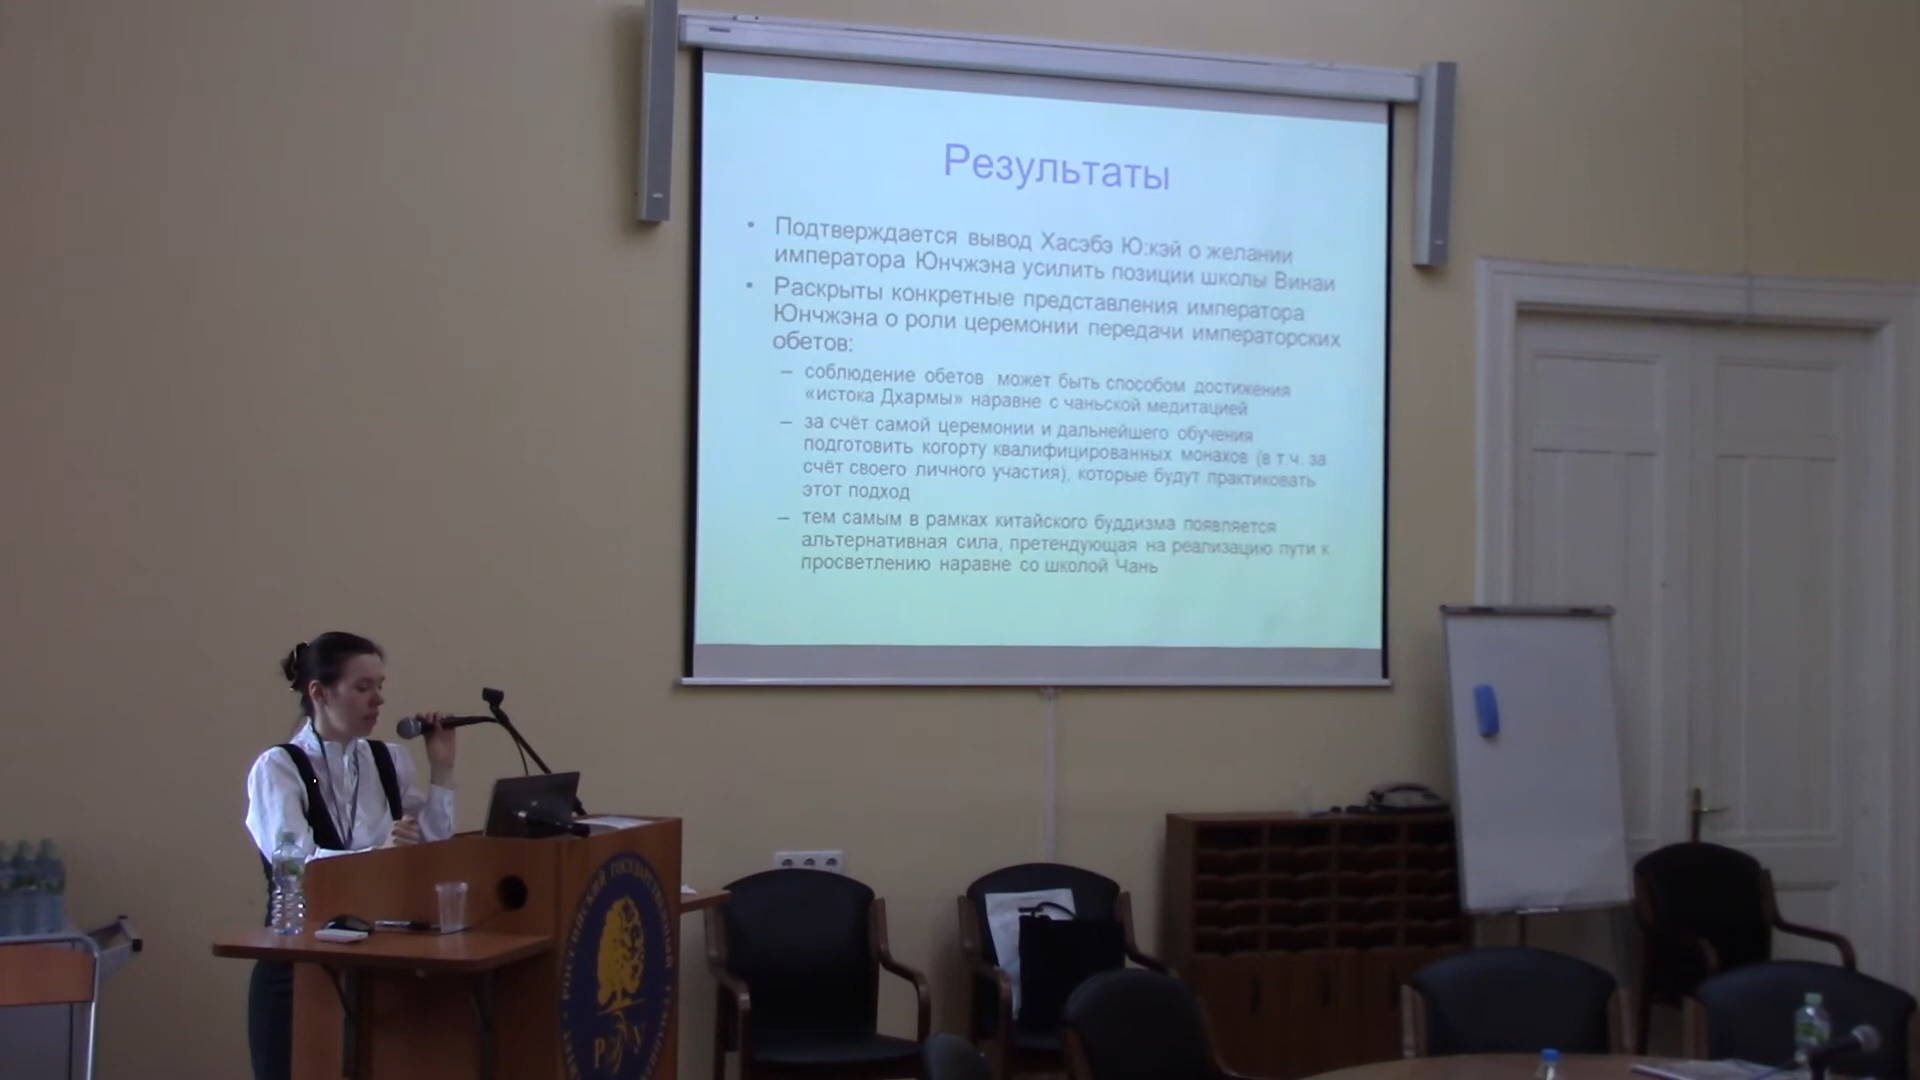 Результаты
• Подтверждается вывод Хасэбэ Ю:кэй о желании
императора Юнчжэна усилить позиции школы Винаи
• Раскрыты конкретные представления императора
Юнчжэна о роли церемонии передачи императорских
обетов:
– соблюдение обетов может быть способом достижения
«истока Дхармы» наравне с чаньской медитацией
– за счёт самой церемонии и дальнейшего обучения
подготовить когорту квалифицированных монахов (в т.ч. за
счёт своего личного участия), которые будут практиковать
этот подход
– тем самым в рамках китайского буддизма появляется
альтернативная сила, претендующая на реализацию пути к
просветлению наравне со школой Чань
РОССИЙСКИЙ ГОСУДАРСТВЕННЫЙ